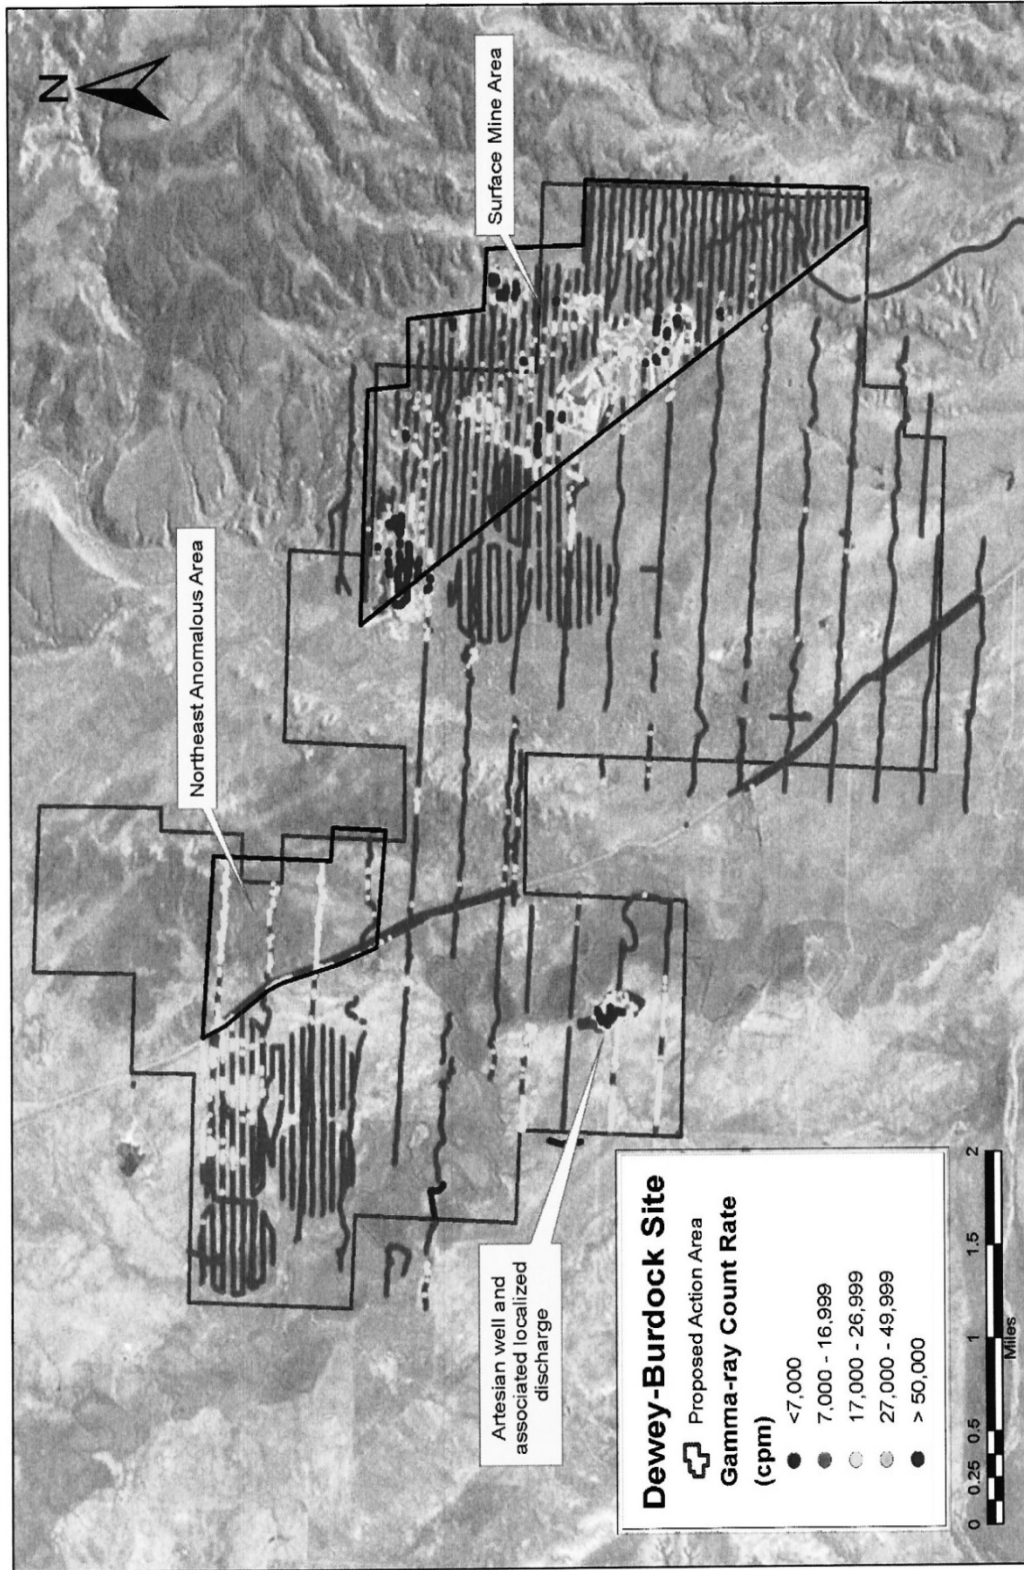 N
Surface Mine Area
Northeast Anomalous Area
Artesian well and
associated localized
discharge
Dewey-Burdock Site
Proposed Action Area
Gamma-ray Count Rate
(cpm)
<7,000
7,000 - 16,999
17,000 - 26,999
27,000 - 49,999
> 50,000
0 0.25 0.5 1 1.5 2
Miles